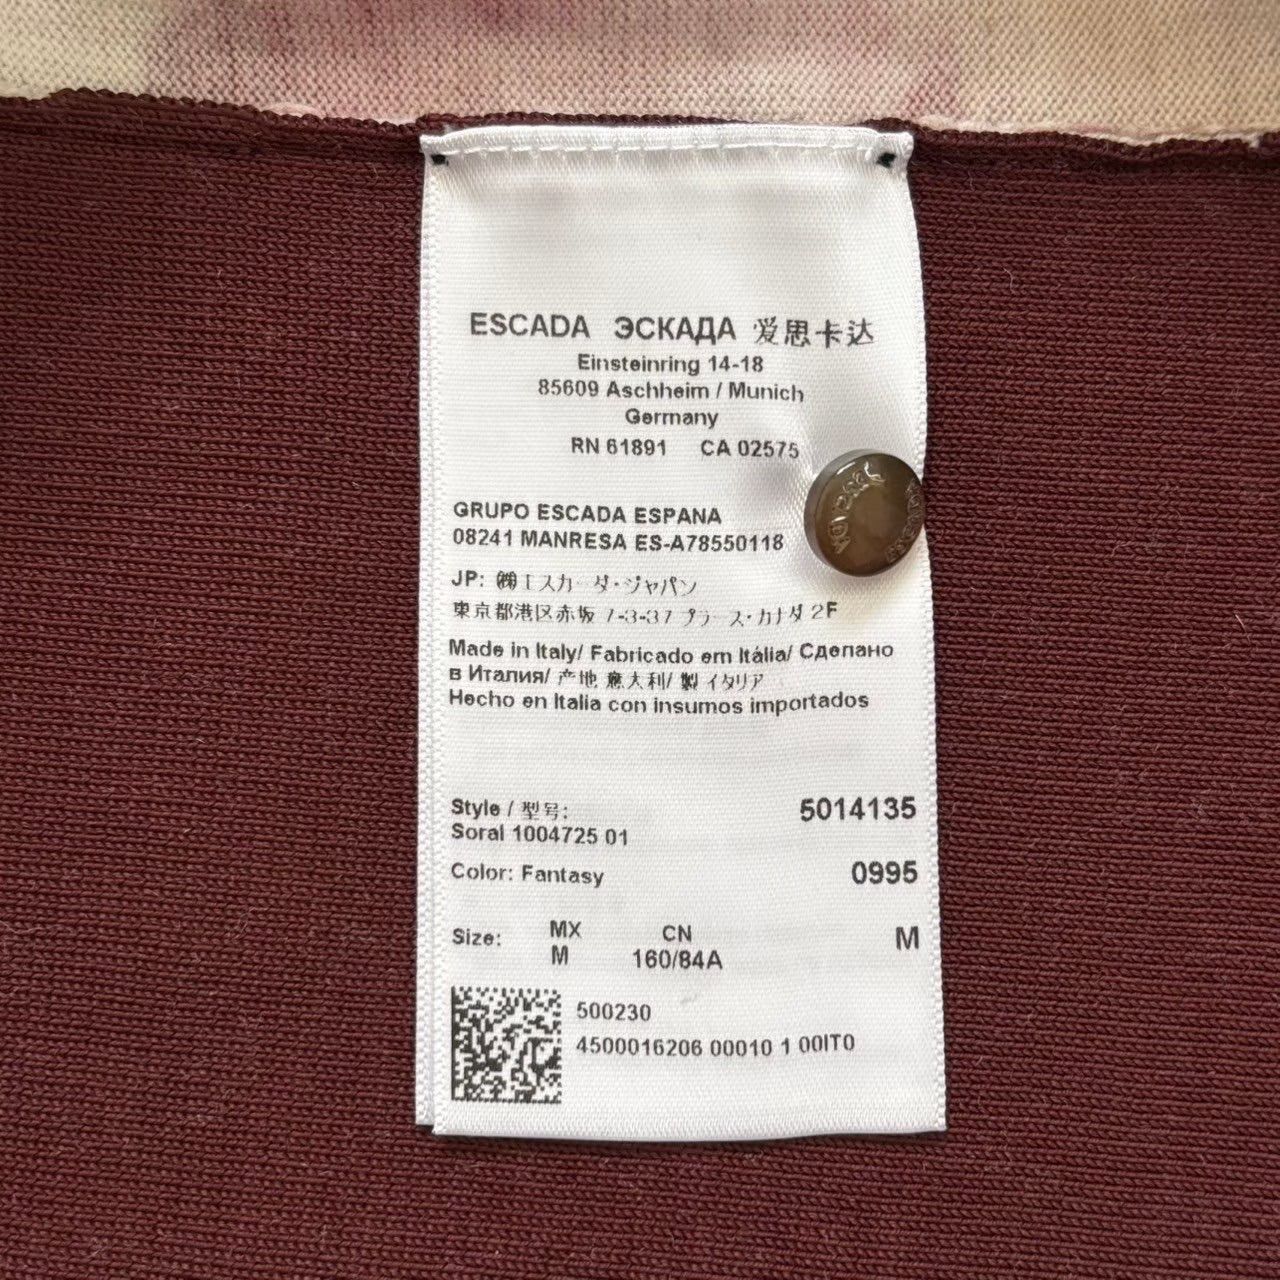 ESCADA ЭСКАДА 爱思卡达
Einsteinring 14-18
85609 Aschheim / Munich
Germany
RN 61891 CA 02575
GRUPO ESCADA ESPANA
08241 MANRESA ES-A78550118
JP: ㈱エスカーダ・ジャパン
東京都港区赤坂 7-3-37 プラース・カナダ 2F
Made in Italy/ Fabricado em Itália/ Сделано
в Италия/ 产地 意大利/ 製 イタリア
Hecho en Italia con insumos importados
Style / 型号: 5014135
Soral 1004725 01
Color: Fantasy 0995
Size: MX CN M
M 160/84A
500230
4500016206 00010 1 00IT0